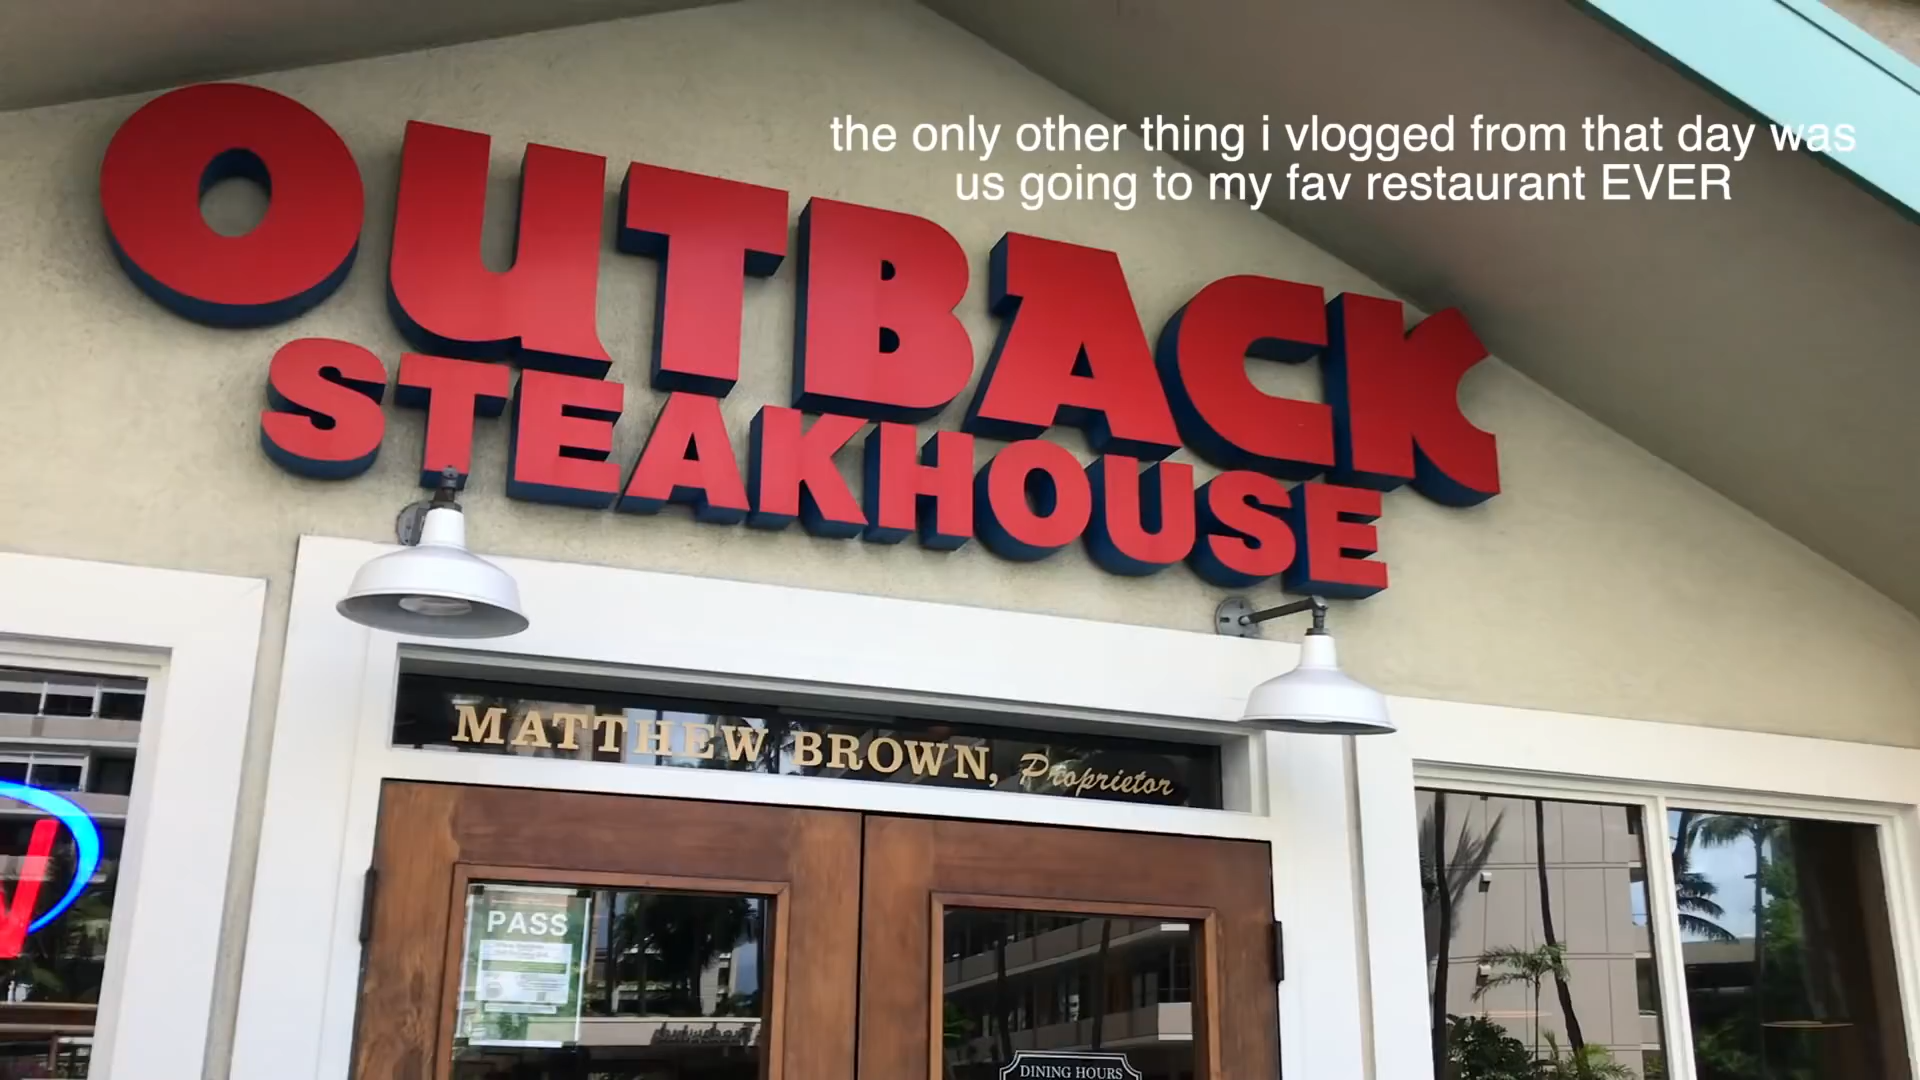 the only other thing i vlogged from that day was
us going to my fav restaurant EVER
OUTBACK
STEAKHOUSE
MATTHEW BROWN, Proprietor
PASS
DINING HOURS